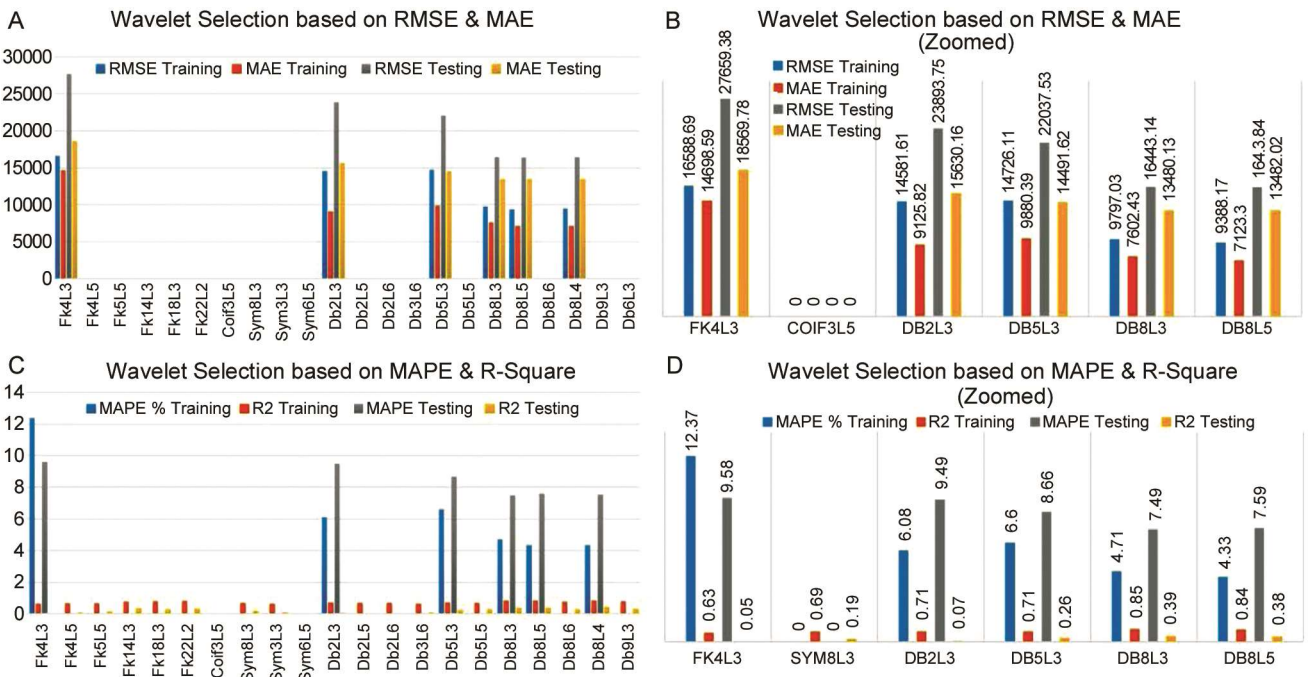 A
Wavelet Selection based on RMSE & MAE
RMSE Training MAE Training RMSE Testing MAE Testing
30000
25000
20000
15000
10000
5000
0
Fk4L3
Fk4L5
Fk5L5
Fk14L3
Fk18L3
Fk22L2
Coif3L5
Sym8L3
Sym3L3
Sym6L5
Db2L3
Db2L5
Db2L6
Db3L6
Db5L3
Db5L5
Db8L3
Db8L5
Db8L6
Db8L4
Db9L3
Db6L3
B
Wavelet Selection based on RMSE & MAE
(Zoomed)
RMSE Training
MAE Training
RMSE Testing
MAE Testing
16588.69
14698.59
27659.38
18569.78
0 0 0 0
14581.61
9125.82
23893.75
15630.16
14726.11
9880.39
22037.53
14491.62
9797.03
7602.43
16443.14
13480.13
9388.17
7123.3
1643.84
13482.02
FK4L3 COIF3L5 DB2L3 DB5L3 DB8L3 DB8L5
C
Wavelet Selection based on MAPE & R-Square
MAPE % Training R2 Training MAPE Testing R2 Testing
14
12
10
8
6
4
2
0
Fk4L3
Fk4L5
Fk5L5
Fk14L3
Fk18L3
Fk22L2
Coif3L5
Sym8L3
Sym3L3
Sym6L5
Db2L3
Db2L5
Db2L6
Db3L6
Db5L3
Db5L5
Db8L3
Db8L5
Db8L6
Db8L4
Db9L3
D
Wavelet Selection based on MAPE & R-Square
(Zoomed)
MAPE % Training R2 Training MAPE Testing R2 Testing
12.37
0.63
9.58
0.05
0
0.69
0
0.19
6.08
0.71
9.49
0.07
6.6
0.71
8.66
0.26
4.71
0.85
7.49
0.39
4.33
0.84
7.59
0.38
FK4L3 SYM8L3 DB2L3 DB5L3 DB8L3 DB8L5